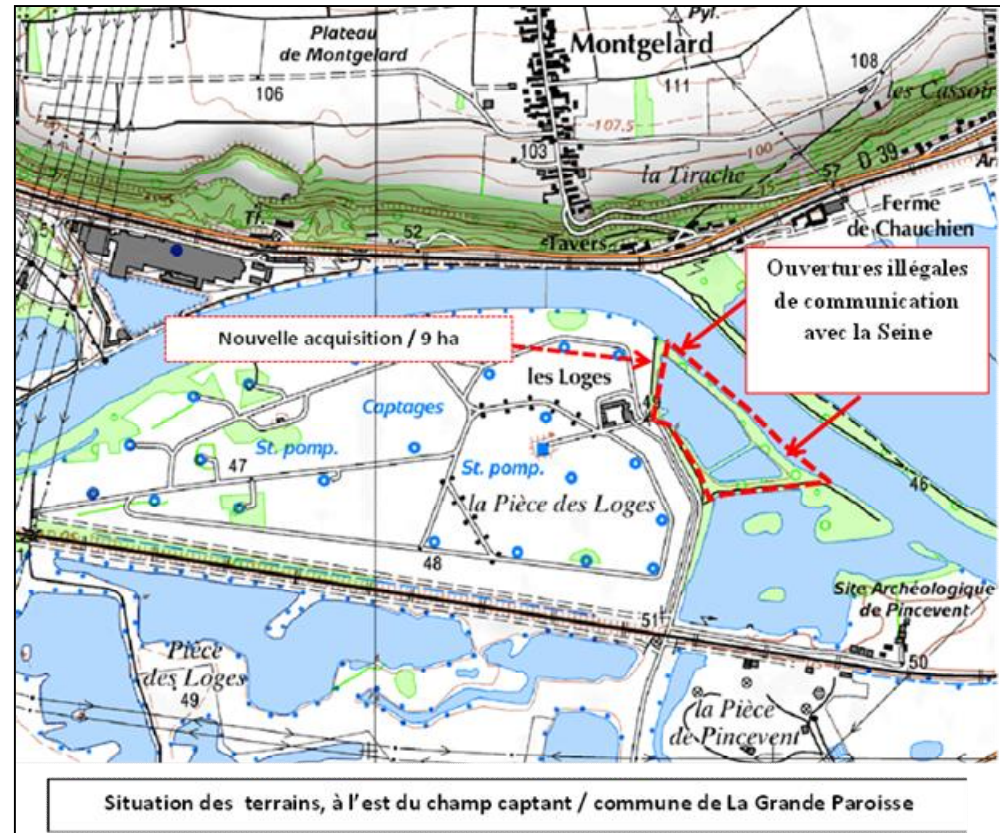 Pyl.
Plateau
de Montgelard
Montgelard
108
106
111
les Cassoir
107.5
103
100
D 39
la Tirache
75
57
Ferme
de Chauchien
Th.
52
Tavers
Ouvertures illégales
de communication
avec la Seine
Nouvelle acquisition / 9 ha
les Loges
Captages
St. pomp.
47
St. pomp.
46
la Pièce des Loges
48
Site Archéologique
de Pincevent
51
50
Pièce
des Loges
49
la Pièce
de Pincevent
Situation des terrains, à l'est du champ captant / commune de La Grande Paroisse